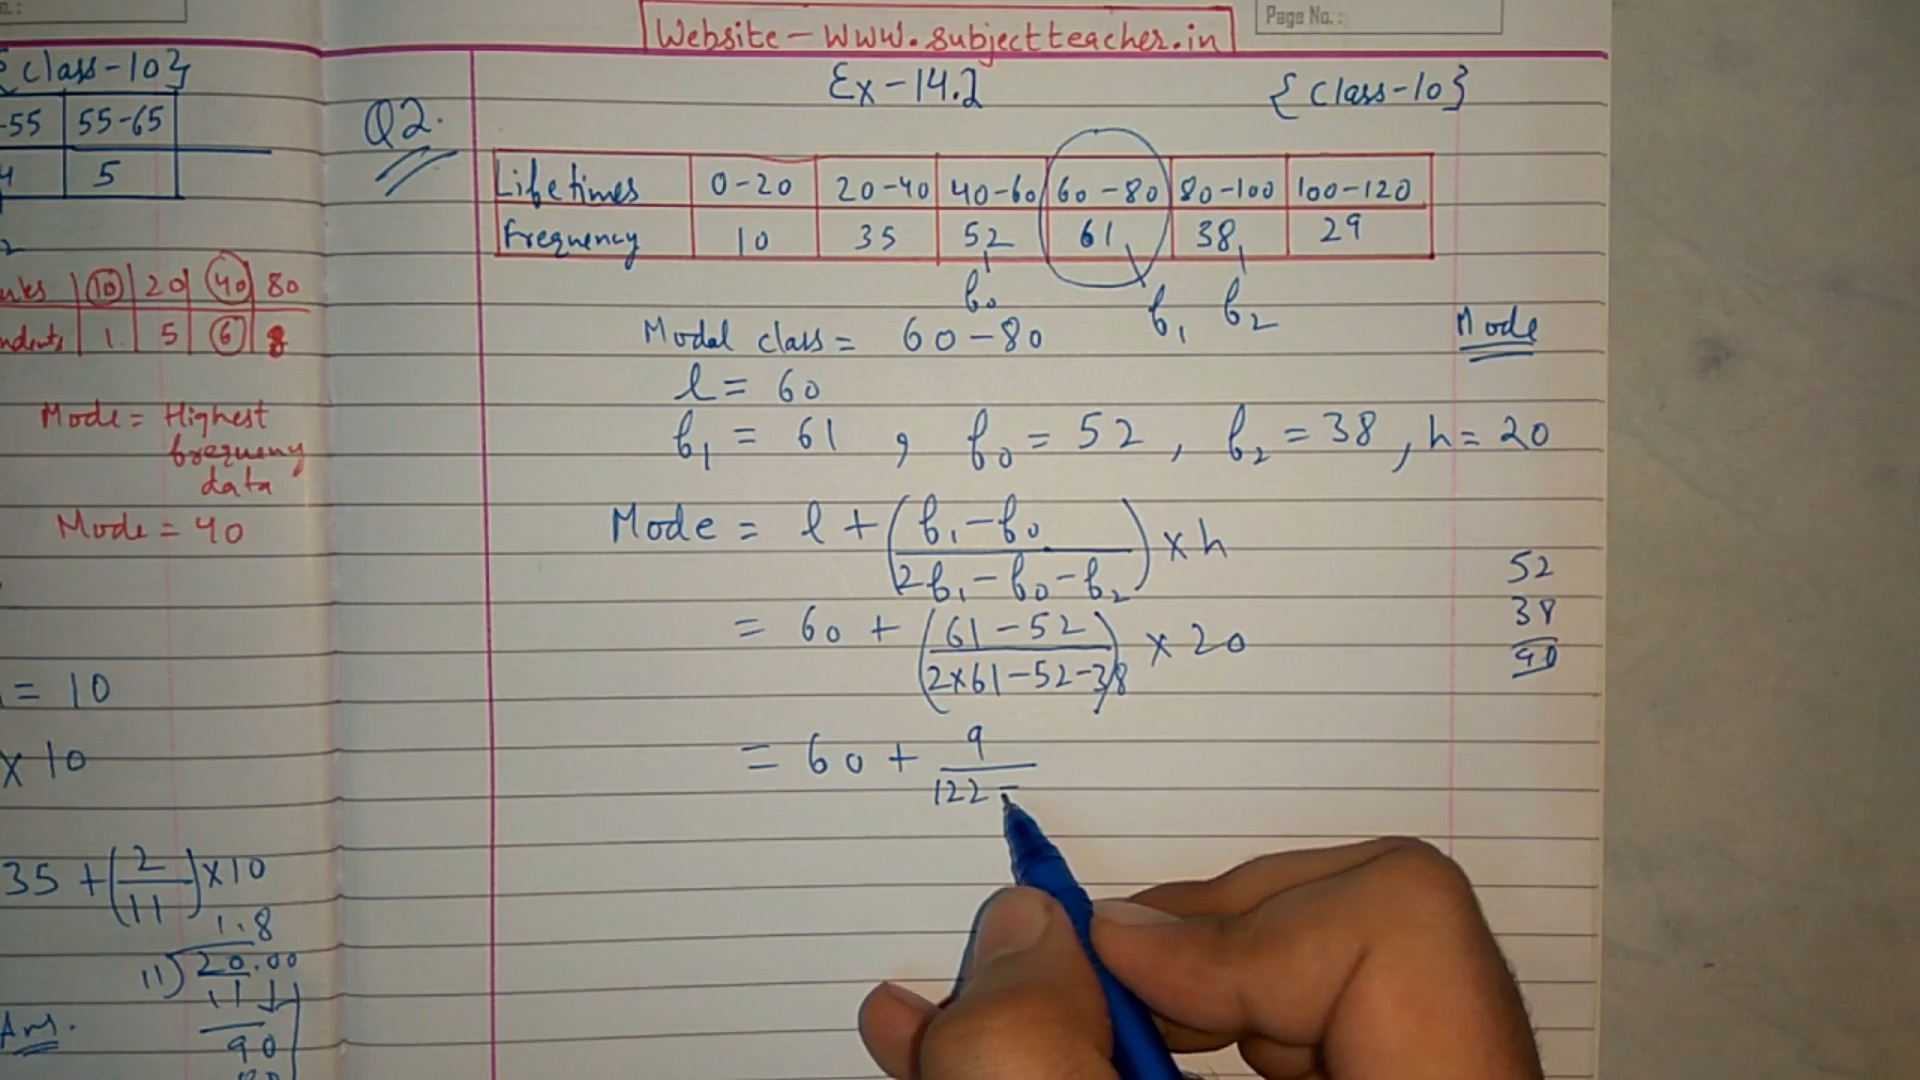 Page No.:
Website - www.subjectteacher.in
{class-10}
55-65
5
10 20 40 80
1. 5 6 8
Mode = Highest
frequency
data
Mode = 40
= 10
x 10
35 + (2/11) x 10
1.8
11) 20.00
11
90
Ans.
Ex-14.2 {class-10}
Q2.
Lifetimes 0-20 20-40 40-60 60-80 80-100 100-120
Frequency 10 35 52 61 38 29
f₀ f₁ f₂
Modal class = 60-80
Mode
l = 60
f₁ = 61 , f₀ = 52 , f₂ = 38 , h = 20
Mode = l + (f₁ - f₀ / 2f₁ - f₀ - f₂) x h
= 60 + (61 - 52 / 2x61 - 52 - 38) x 20
= 60 + 9 / 122 -
52
38
90